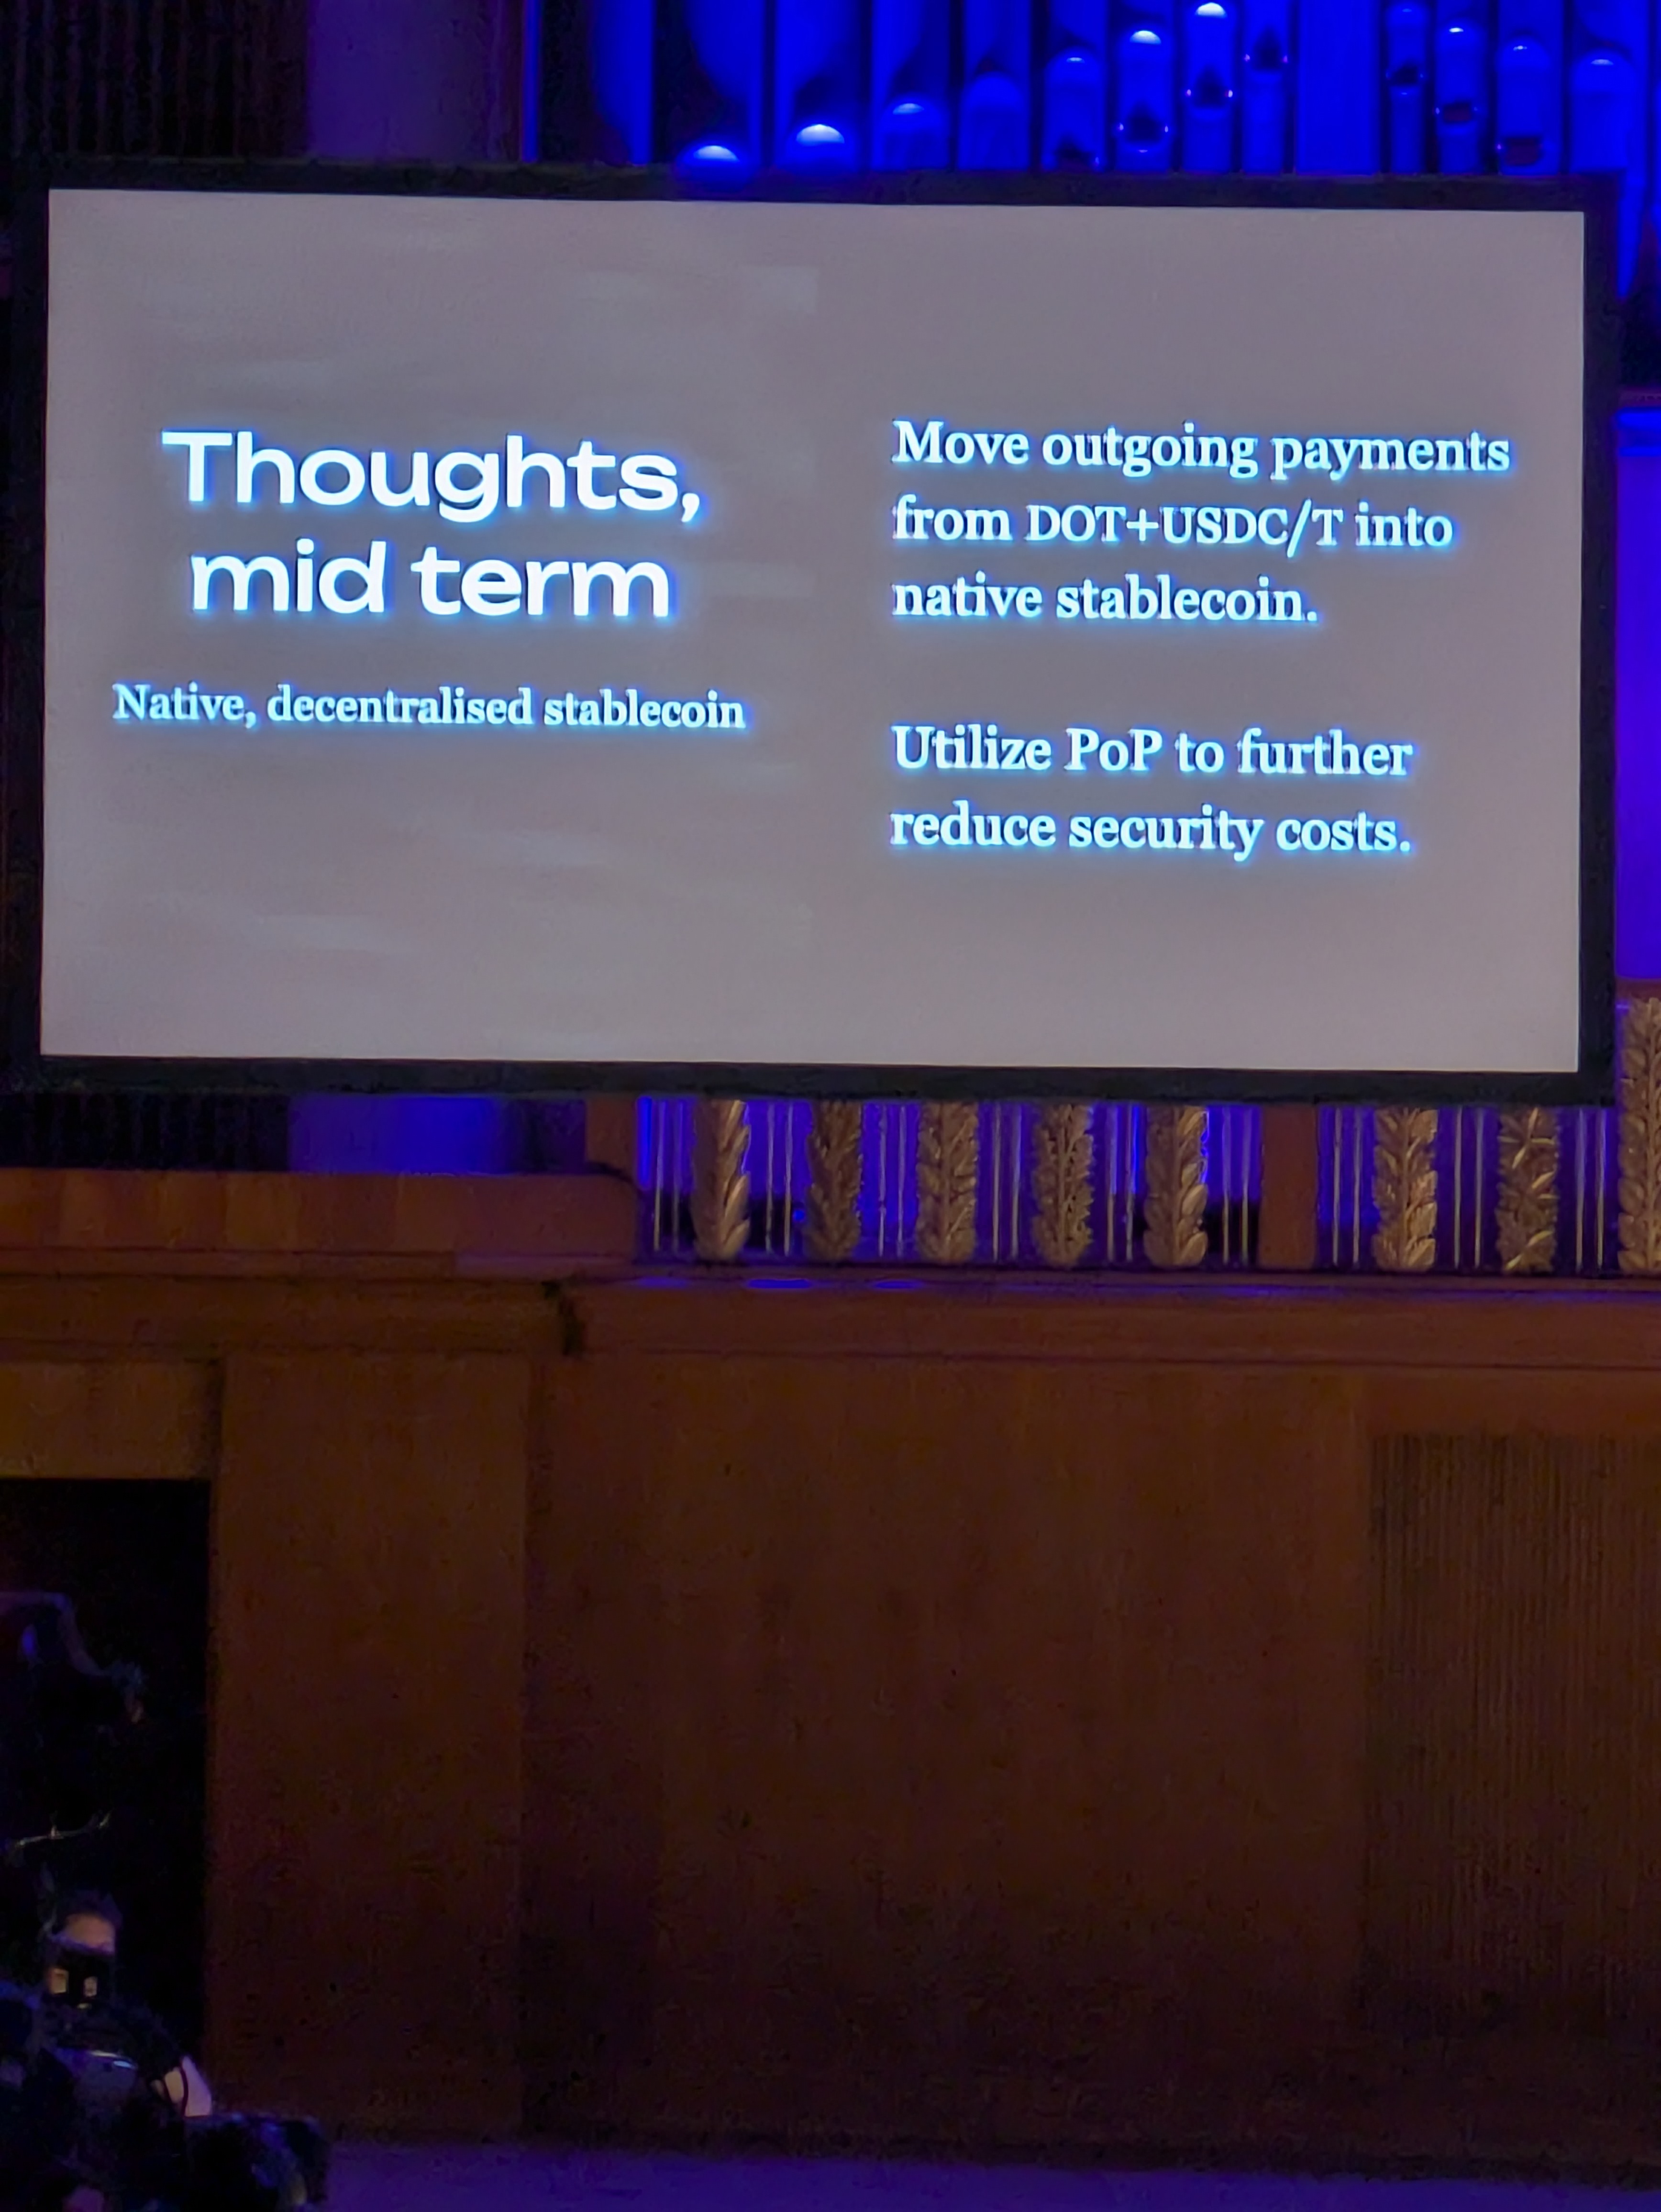 Thoughts,
mid term
Native, decentralised stablecoin
Move outgoing payments
from DOT+USDC/T into
native stablecoin.
Utilize PoP to further
reduce security costs.